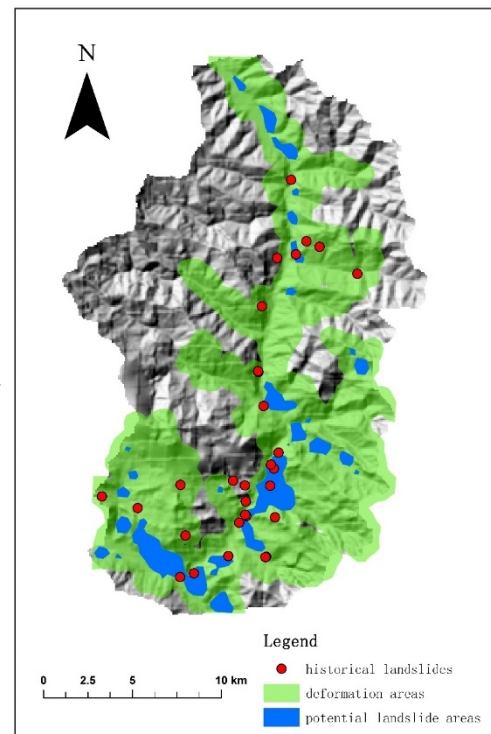 N
Legend
historical landslides
deformation areas
potential landslide areas
0 2.5 5 10 km